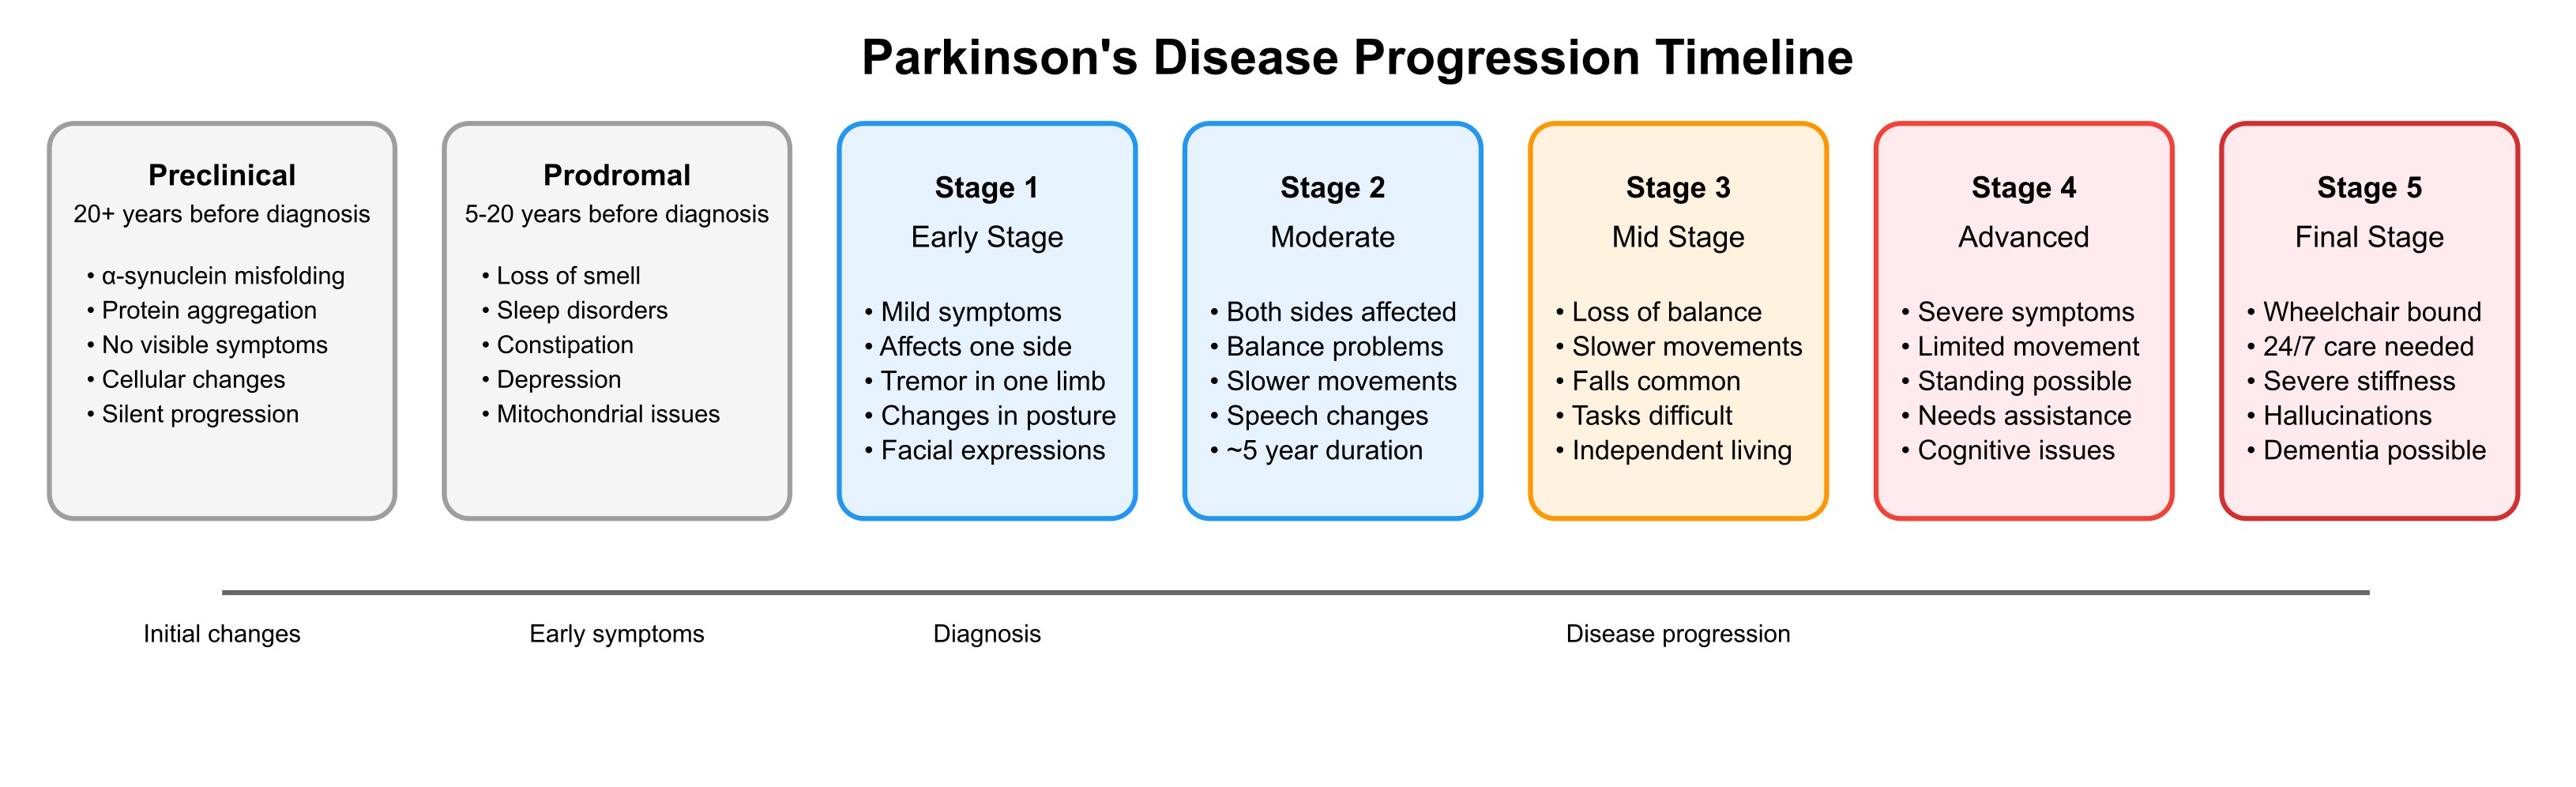 Parkinson's Disease Progression Timeline
Preclinical
20+ years before diagnosis
• α-synuclein misfolding
• Protein aggregation
• No visible symptoms
• Cellular changes
• Silent progression
Prodromal
5-20 years before diagnosis
• Loss of smell
• Sleep disorders
• Constipation
• Depression
• Mitochondrial issues
Stage 1
Early Stage
• Mild symptoms
• Affects one side
• Tremor in one limb
• Changes in posture
• Facial expressions
Stage 2
Moderate
• Both sides affected
• Balance problems
• Slower movements
• Speech changes
• ~5 year duration
Stage 3
Mid Stage
• Loss of balance
• Slower movements
• Falls common
• Tasks difficult
• Independent living
Stage 4
Advanced
• Severe symptoms
• Limited movement
• Standing possible
• Needs assistance
• Cognitive issues
Stage 5
Final Stage
• Wheelchair bound
• 24/7 care needed
• Severe stiffness
• Hallucinations
• Dementia possible
Initial changes
Early symptoms
Diagnosis
Disease progression